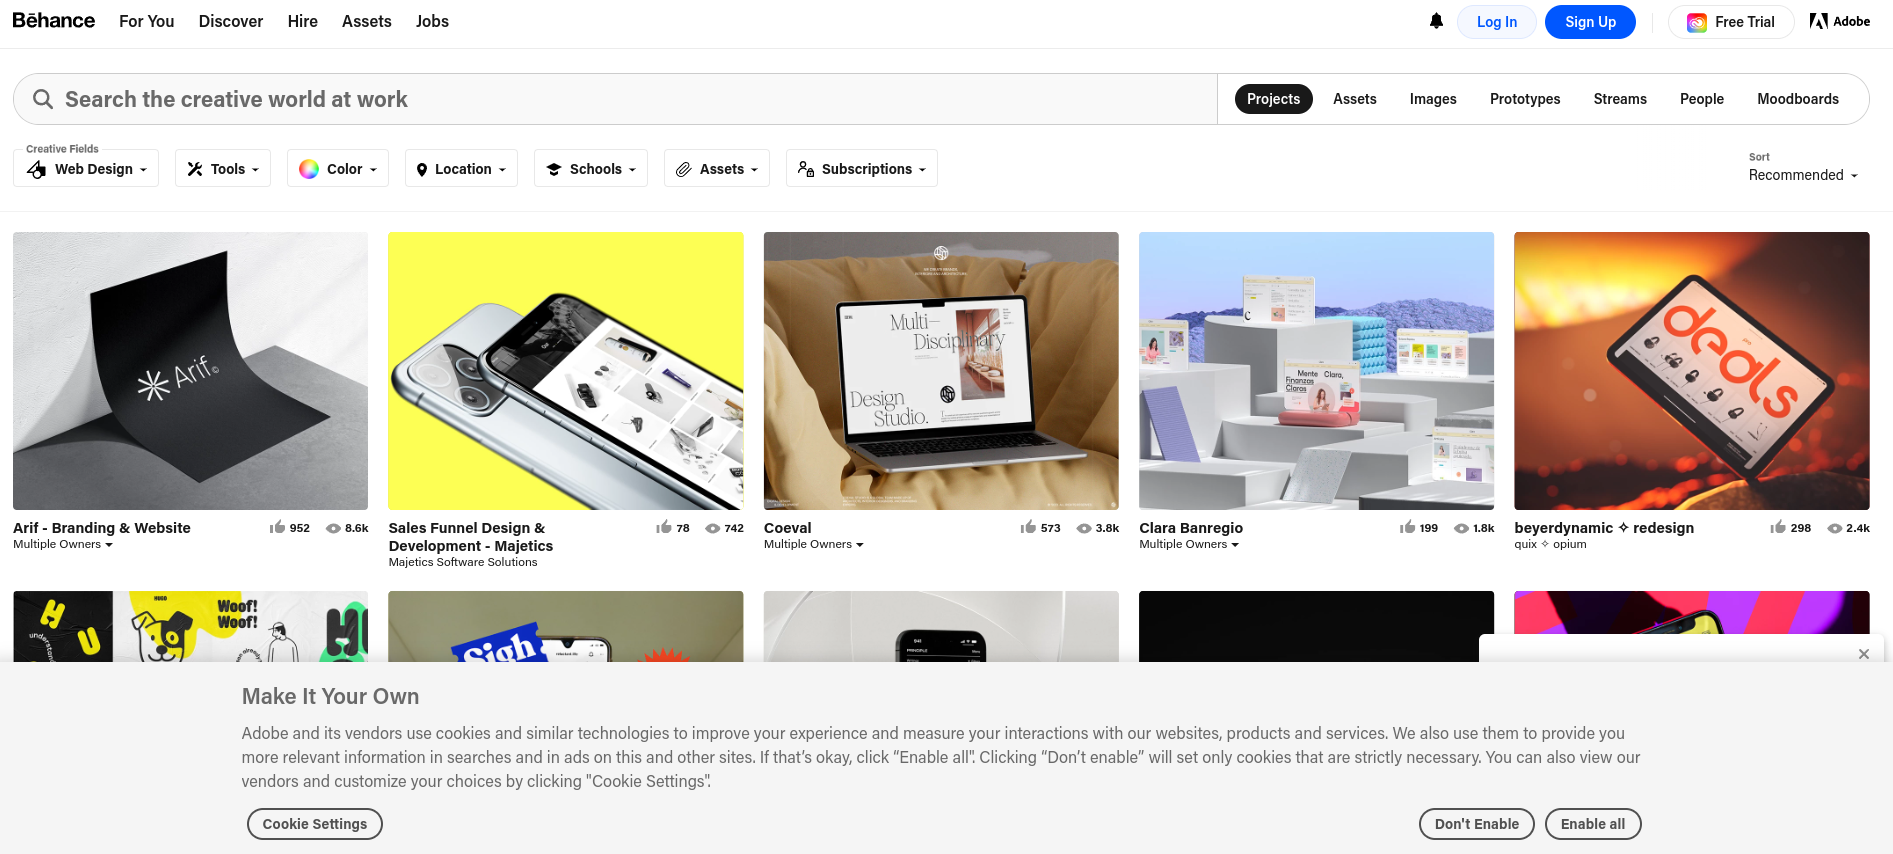 Bēhance For You Discover Hire Assets Jobs Log In Sign Up Free Trial Adobe
Search the creative world at work Projects Assets Images Prototypes Streams People Moodboards
Creative Fields
Web Design Tools Color Location Schools Assets Subscriptions
Sort
Recommended
Arif©
Multi–
Disciplinary
Design
Studio.
Mente Clara,
Finanzas
Claras
deals
Arif - Branding & Website 952 8.6k
Multiple Owners
Sales Funnel Design & 78 742
Development - Majetics
Majetics Software Solutions
Coeval 573 3.8k
Multiple Owners
Clara Banregio 199 1.8k
Multiple Owners
beyerdynamic ✧ redesign 298 2.4k
quix ✧ opium
HU
HUGO
Woof!
Woof!
Sigh
Make It Your Own
Adobe and its vendors use cookies and similar technologies to improve your experience and measure your interactions with our websites, products and services. We also use them to provide you
more relevant information in searches and in ads on this and other sites. If that’s okay, click “Enable all”. Clicking “Don’t enable” will set only cookies that are strictly necessary. You can also view our
vendors and customize your choices by clicking "Cookie Settings".
Cookie Settings Don't Enable Enable all